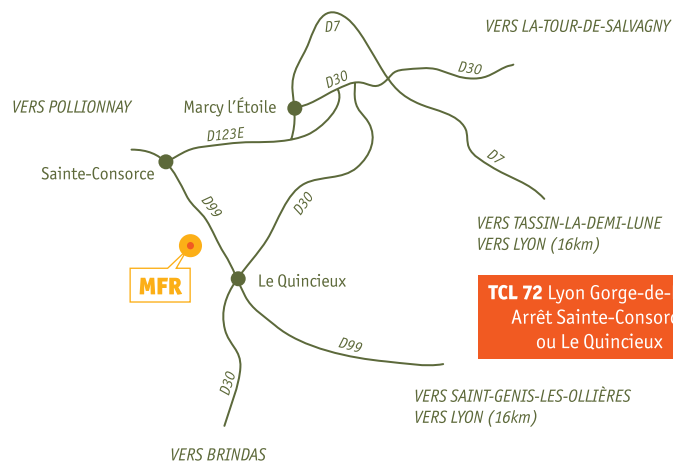 D7
VERS LA-TOUR-DE-SALVAGNY
D30
D30
VERS POLLIONNAY
Marcy l'Étoile
D123E
D7
Sainte-Consorce
D99
D30
VERS TASSIN-LA-DEMI-LUNE
VERS LYON (16km)
MFR
Le Quincieux
TCL 72 Lyon Gorge-de-
Arrêt Sainte-Consorc
ou Le Quincieux
D99
D30
VERS SAINT-GENIS-LES-OLLIÈRES
VERS LYON (16km)
VERS BRINDAS